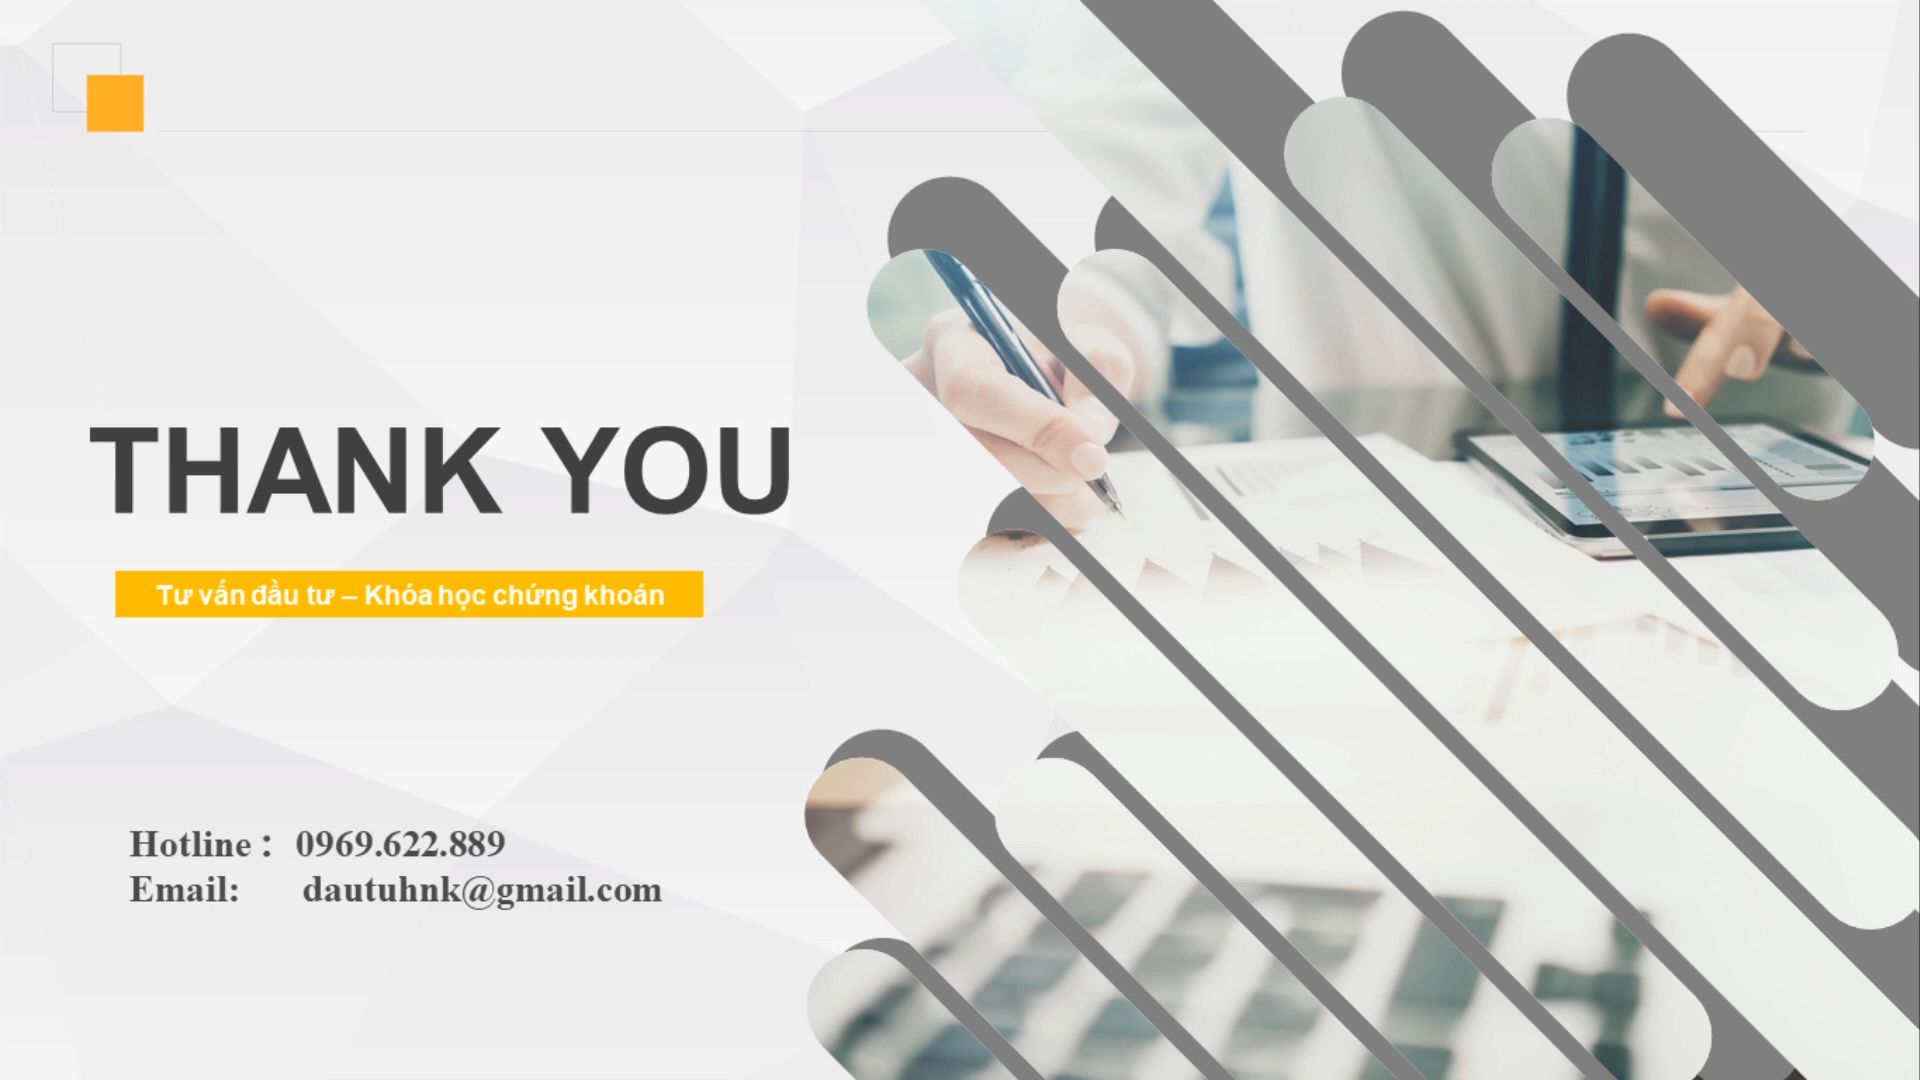 THANK YOU
Tư vấn đầu tư – Khóa học chứng khoán
Hotline : 0969.622.889
Email: dautuhnk@gmail.com